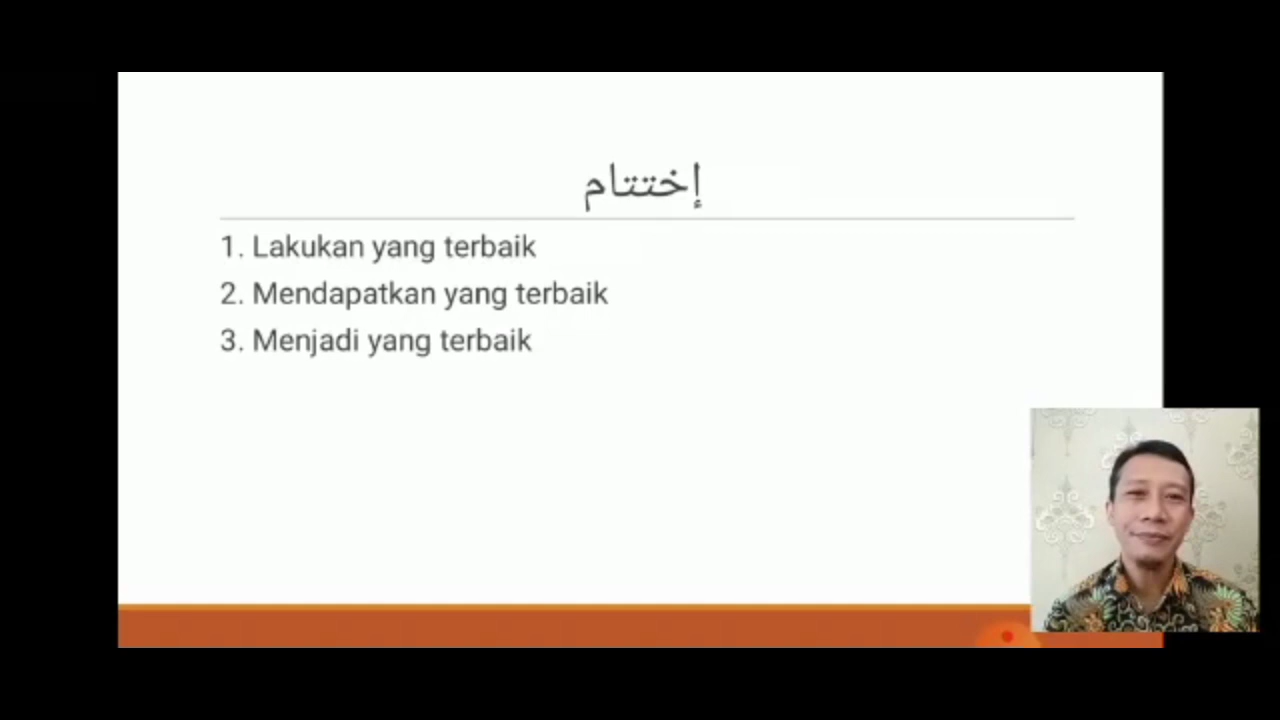 إختتام
1. Lakukan yang terbaik
2. Mendapatkan yang terbaik
3. Menjadi yang terbaik